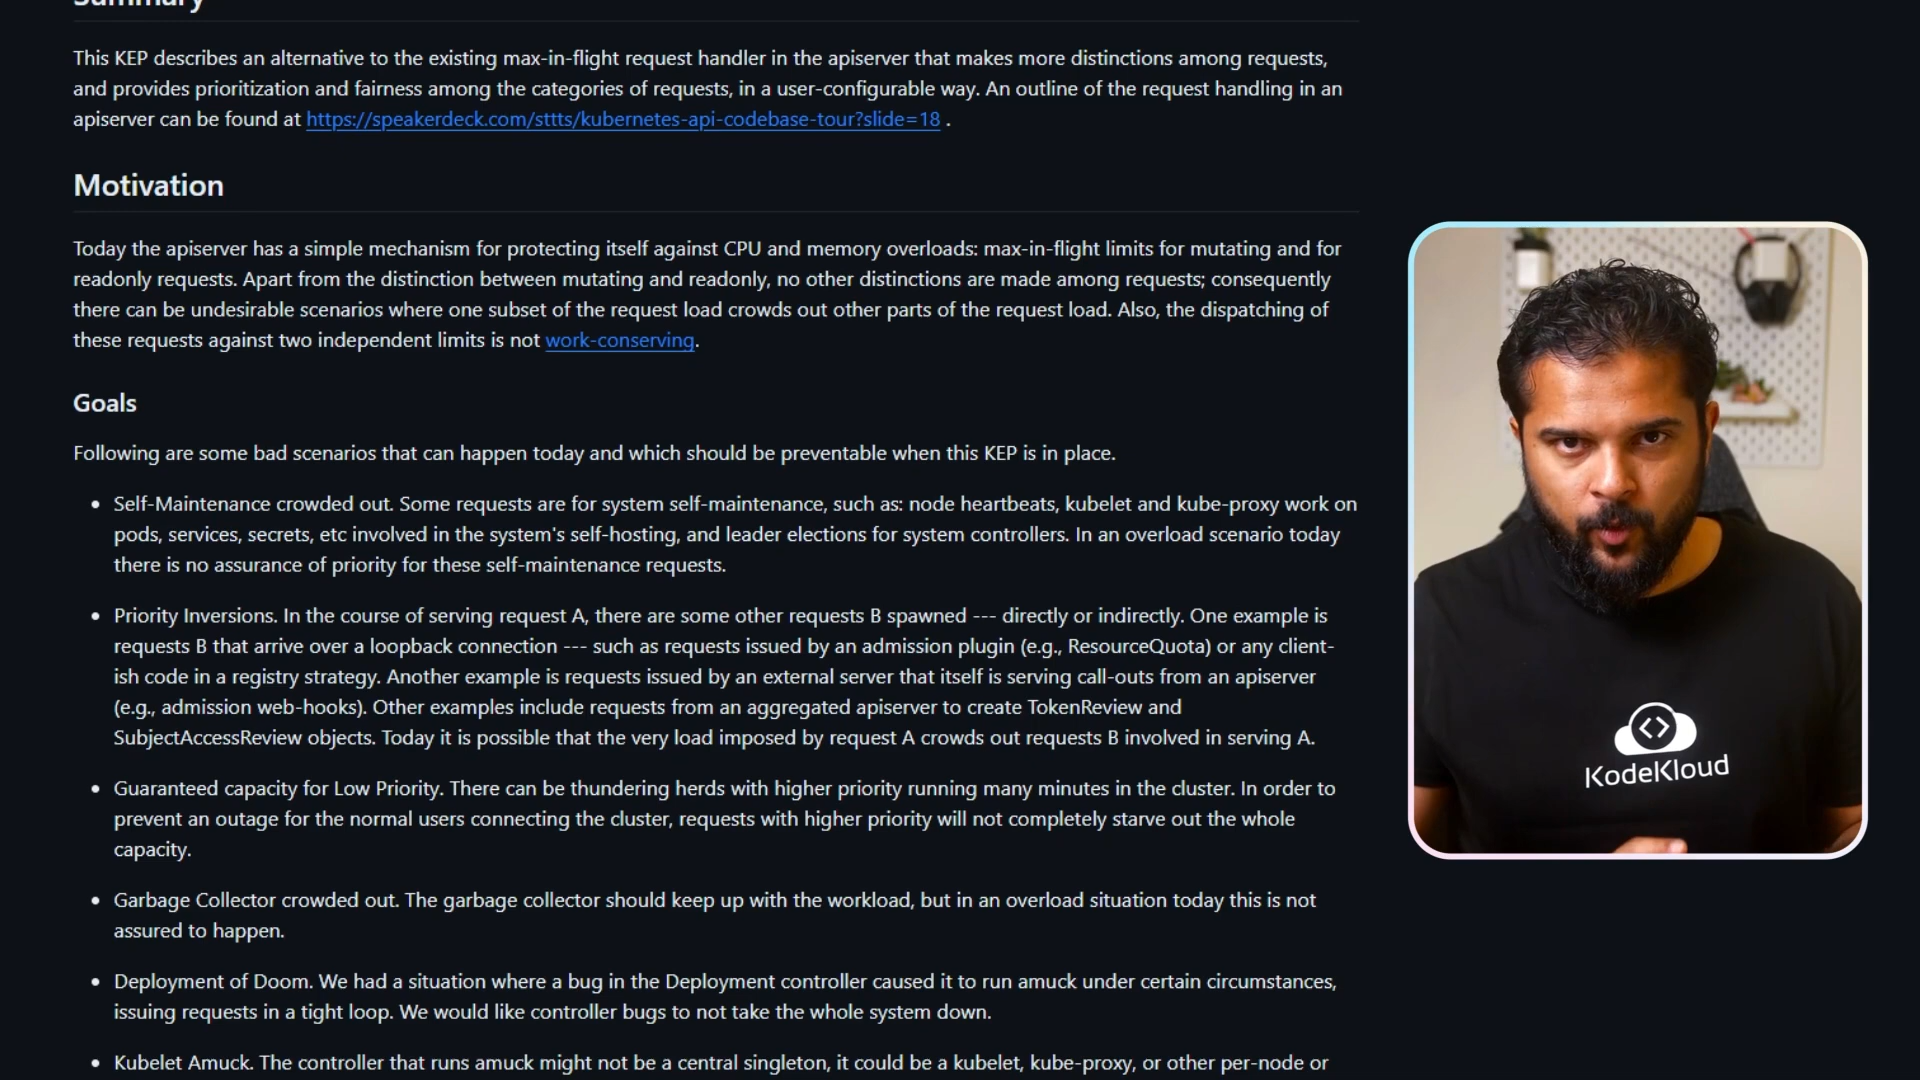 Summary
This KEP describes an alternative to the existing max-in-flight request handler in the apiserver that makes more distinctions among requests,
and provides prioritization and fairness among the categories of requests, in a user-configurable way. An outline of the request handling in an
apiserver can be found at https://speakerdeck.com/sttts/kubernetes-api-codebase-tour?slide=18 .
Motivation
Today the apiserver has a simple mechanism for protecting itself against CPU and memory overloads: max-in-flight limits for mutating and for
readonly requests. Apart from the distinction between mutating and readonly, no other distinctions are made among requests; consequently
there can be undesirable scenarios where one subset of the request load crowds out other parts of the request load. Also, the dispatching of
these requests against two independent limits is not work-conserving.
Goals
Following are some bad scenarios that can happen today and which should be preventable when this KEP is in place.
• Self-Maintenance crowded out. Some requests are for system self-maintenance, such as: node heartbeats, kubelet and kube-proxy work on
pods, services, secrets, etc involved in the system's self-hosting, and leader elections for system controllers. In an overload scenario today
there is no assurance of priority for these self-maintenance requests.
• Priority Inversions. In the course of serving request A, there are some other requests B spawned --- directly or indirectly. One example is
requests B that arrive over a loopback connection --- such as requests issued by an admission plugin (e.g., ResourceQuota) or any client-
ish code in a registry strategy. Another example is requests issued by an external server that itself is serving call-outs from an apiserver
(e.g., admission web-hooks). Other examples include requests from an aggregated apiserver to create TokenReview and
SubjectAccessReview objects. Today it is possible that the very load imposed by request A crowds out requests B involved in serving A.
• Guaranteed capacity for Low Priority. There can be thundering herds with higher priority running many minutes in the cluster. In order to
prevent an outage for the normal users connecting the cluster, requests with higher priority will not completely starve out the whole
capacity.
• Garbage Collector crowded out. The garbage collector should keep up with the workload, but in an overload situation today this is not
assured to happen.
• Deployment of Doom. We had a situation where a bug in the Deployment controller caused it to run amuck under certain circumstances,
issuing requests in a tight loop. We would like controller bugs to not take the whole system down.
• Kubelet Amuck. The controller that runs amuck might not be a central singleton, it could be a kubelet, kube-proxy, or other per-node or
KodeKloud